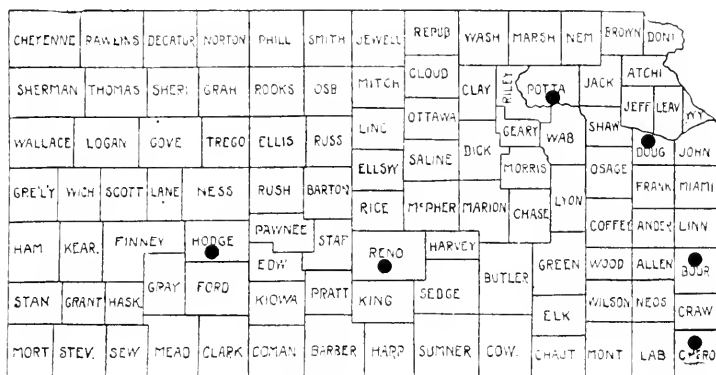 CHEYENNE RAWLINS DECATUR NORTON PHILL SMITH JEWELL REPUB WASH MARSH NEM BROWN DONI
SHERMAN THOMAS SHERI GRAH ROOKS OSB MITCH CLOUD CLAY RILEY POTTA JACK ATCHI
JEFF LEAV WY
WALLACE LOGAN GOVE TREGO ELLIS RUSS LINC OTTAWA DICK GEARY WAB SHAW DOUG JOHN
ELLSW SALINE MORRIS OSAGE
GRE'L'Y WICH SCOTT LANE NESS RUSH BARTON RICE McPHER MARION CHASE LYON FRANK MIAMI
COFFEY ANDER LINN
HAM KEAR. FINNEY HODGE PAWNEE STAF RENO HARVEY
EDW BUTLER GREEN WOOD ALLEN BOUR
STAN GRANT HASK. GRAY FORD KIOWA PRATT KING SEDGE ELK WILSON NEOS CRAW
MORT STEV. SEW MEAD CLARK COMAN BARBER HARP SUMNER COW. CHAUT MONT LAB